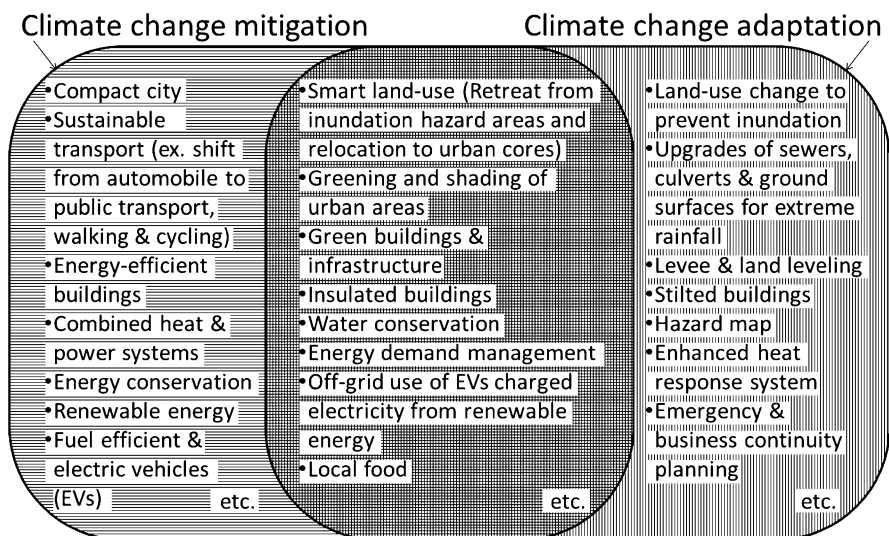 Climate change mitigation
Climate change adaptation
•Compact city
•Sustainable
transport (ex. shift
from automobile to
public transport,
walking & cycling)
•Energy-efficient
buildings
•Combined heat &
power systems
•Energy conservation
•Renewable energy
•Fuel efficient &
electric vehicles
(EVs)
etc.
•Smart land-use (Retreat from
inundation hazard areas and
relocation to urban cores)
•Greening and shading of
urban areas
•Green buildings &
infrastructure
•Insulated buildings
•Water conservation
•Energy demand management
•Off-grid use of EVs charged
electricity from renewable
energy
•Local food
etc.
•Land-use change to
prevent inundation
•Upgrades of sewers,
culverts & ground
surfaces for extreme
rainfall
•Levee & land leveling
•Stilted buildings
•Hazard map
•Enhanced heat
response system
•Emergency &
business continuity
planning
etc.